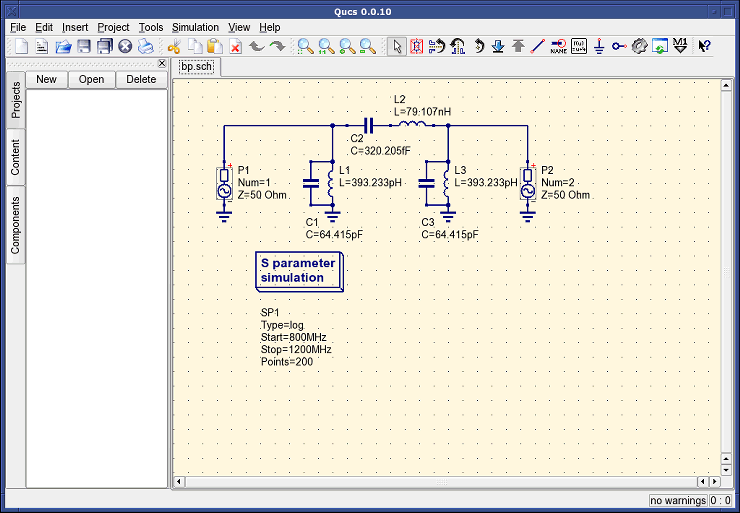 Qucs 0.0.10
File Edit Insert Project Tools Simulation View Help
NAME
M1
bp.sch
New Open Delete
Projects
Content
Components
L2
L=79.107nH
C2
C=320.205fF
P1
Num=1
Z=50 Ohm
L1
L=393.233pH
L3
L=393.233pH
P2
Num=2
Z=50 Ohm
C1
C=64.415pF
C3
C=64.415pF
S parameter
simulation
SP1
Type=log
Start=800MHz
Stop=1200MHz
Points=200
no warnings 0 : 0